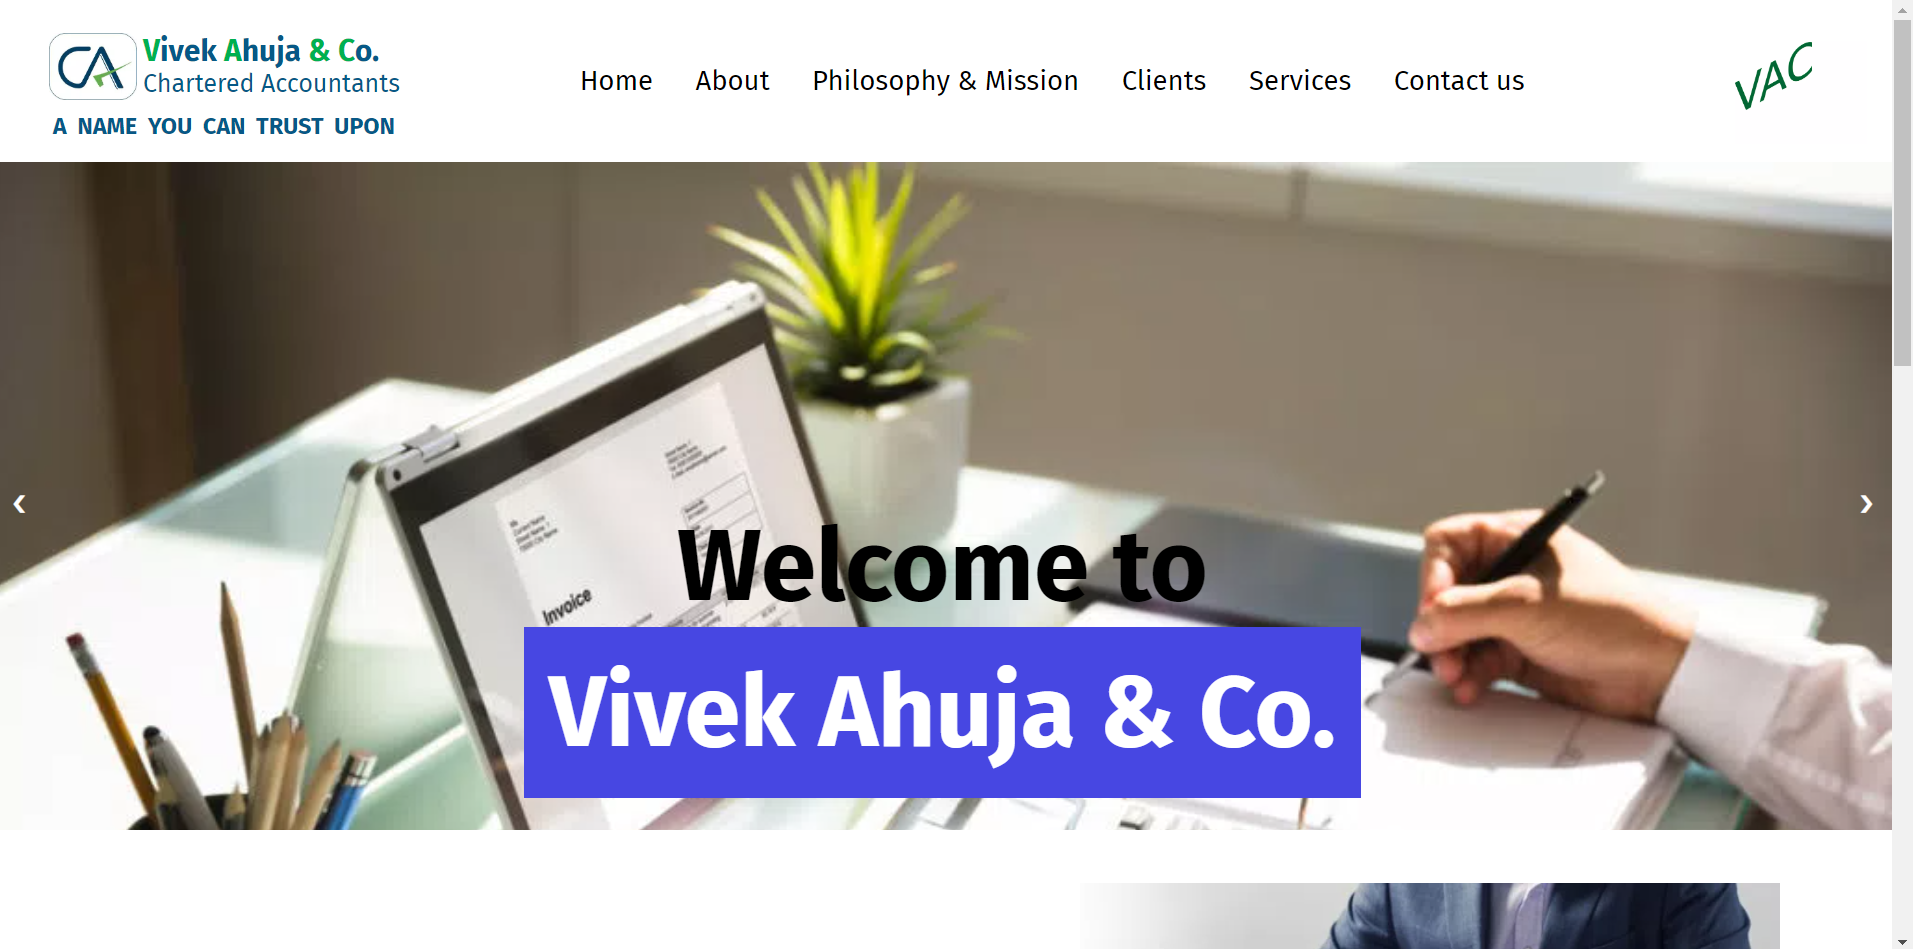 Vivek Ahuja & Co.
Chartered Accountants
A NAME YOU CAN TRUST UPON
Home
About
Philosophy & Mission
Clients
Services
Contact us
VAC
Invoice
Welcome to
Vivek Ahuja & Co.